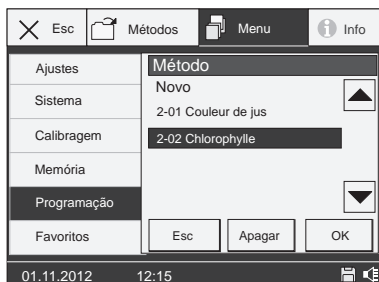 Esc Métodos Menu Info
Ajustes
Sistema
Calibragem
Memória
Programação
Favoritos
Método
Novo
2-01 Couleur de jus
2-02 Chlorophylle
Esc Apagar OK
01.11.2012 12:15